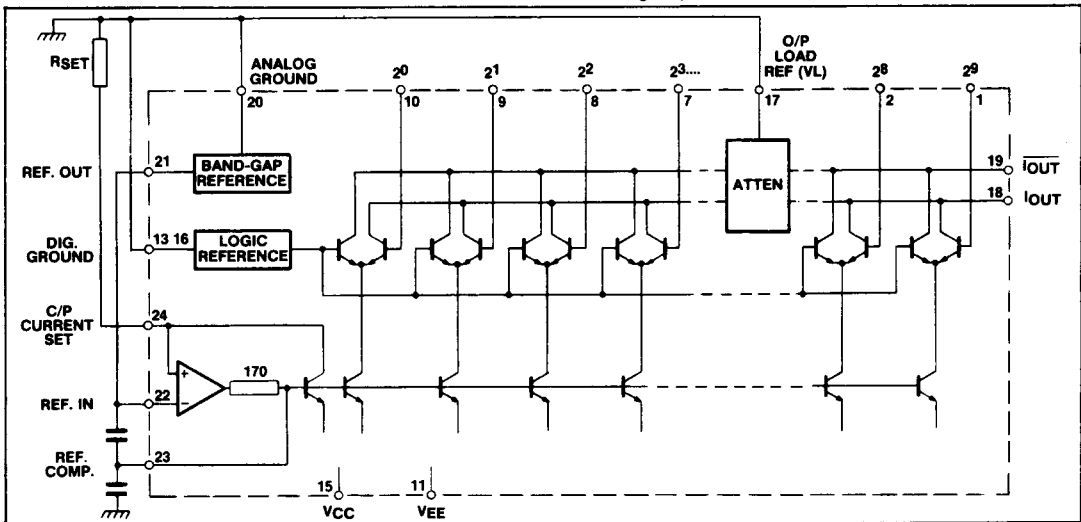 RSET
ANALOG
GROUND
20
2⁰
10
2¹
9
2²
8
2³....
7
O/P
LOAD
REF (VL)
17
2⁸
2
2⁹
1
REF. OUT
21
BAND-GAP
REFERENCE
ATTEN
19
I̅O̅U̅T̅
18
IOUT
DIG.
GROUND
13 16
LOGIC
REFERENCE
C/P
CURRENT
SET
24
+
170
REF. IN
22
−
REF.
COMP.
23
15
VCC
11
VEE